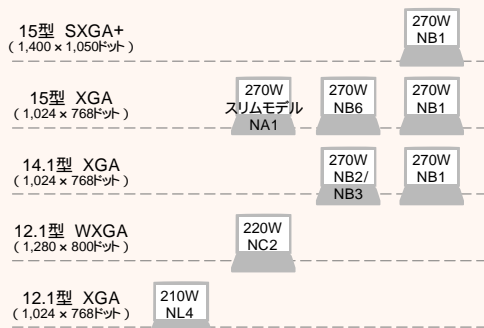 15型 SXGA+
（1,400×1,050ﾄﾞｯﾄ）
270W
NB1
15型 XGA
（1,024×768ﾄﾞｯﾄ）
270W
スリムモデル
NA1
270W
NB6
270W
NB1
14.1型 XGA
（1,024×768ﾄﾞｯﾄ）
270W
NB2/
NB3
270W
NB1
12.1型 WXGA
（1,280×800ﾄﾞｯﾄ）
220W
NC2
12.1型 XGA
（1,024×768ﾄﾞｯﾄ）
210W
NL4